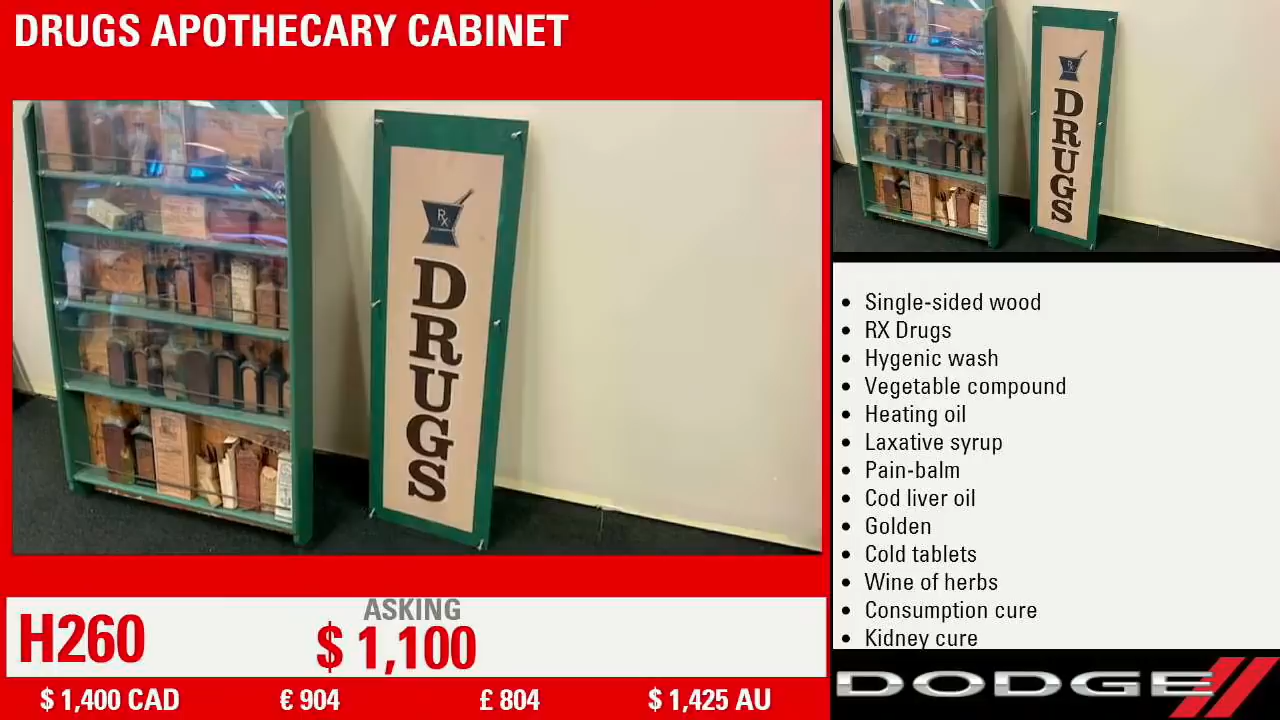 DRUGS APOTHECARY CABINET
RX
DRUGS
RX
DRUGS
Single-sided wood
RX Drugs
Hygenic wash
Vegetable compound
Heating oil
Laxative syrup
Pain-balm
Cod liver oil
Golden
Cold tablets
Wine of herbs
Consumption cure
Kidney cure
H260
ASKING
$ 1,100
$ 1,400 CAD
€ 904
£ 804
$ 1,425 AU
DODGE